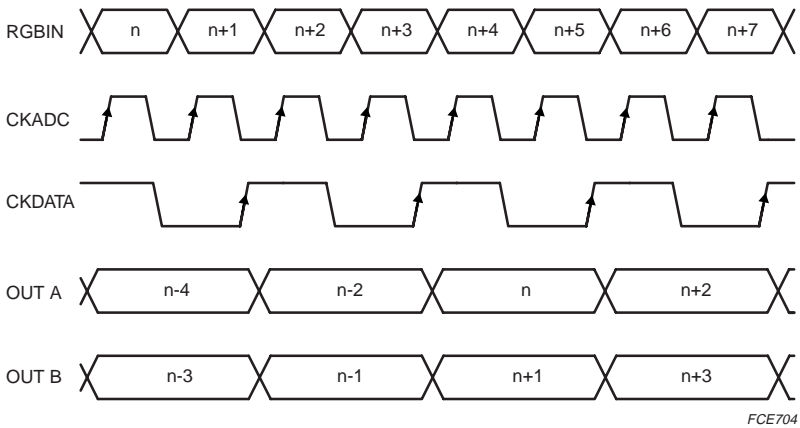 RGBIN n n+1 n+2 n+3 n+4 n+5 n+6 n+7
CKADC
CKDATA
OUT A n-4 n-2 n n+2
OUT B n-3 n-1 n+1 n+3
FCE704